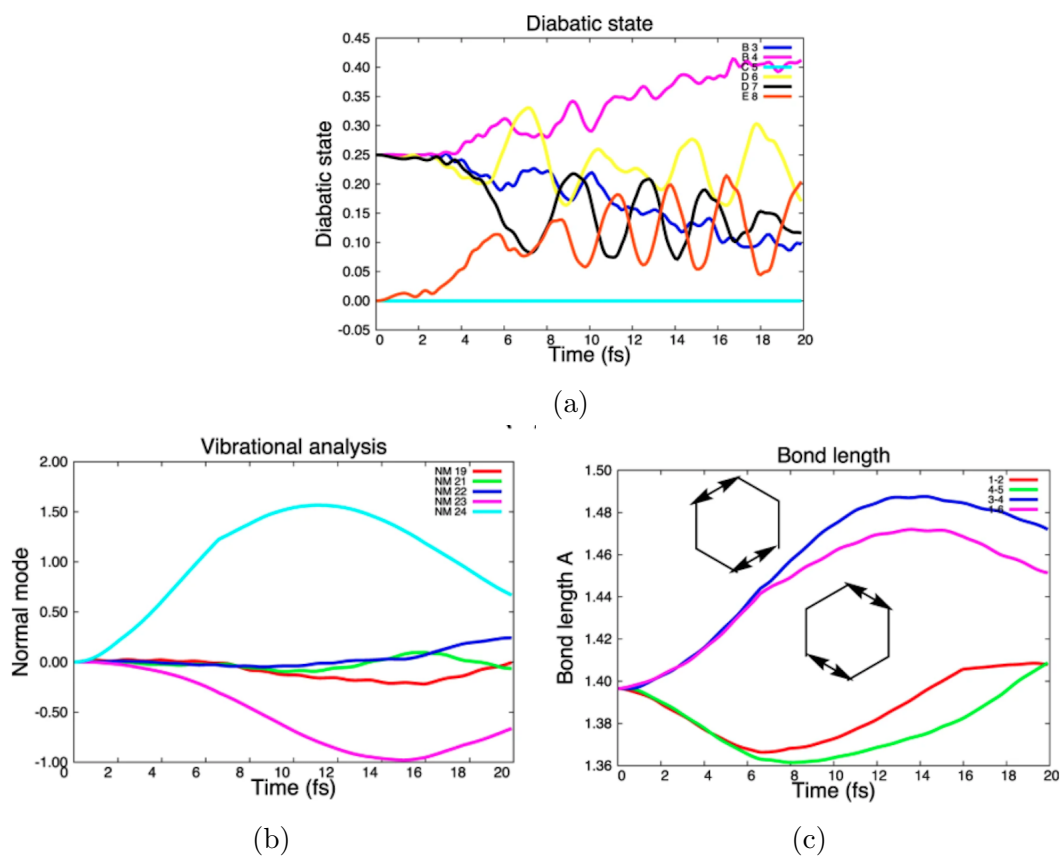 Diabatic state
0.45
0.40
0.35
0.30
0.25
0.20
0.15
0.10
0.05
0.00
-0.05
Diabatic state
B 3
B 4
C 5
D 6
D 7
E 8
0 2 4 6 8 10 12 14 16 18 20
Time (fs)
(a)
Vibrational analysis
2.00
1.50
1.00
0.50
0.00
-0.50
-1.00
Normal mode
NM 19
NM 21
NM 22
NM 23
NM 24
0 2 4 6 8 10 12 14 16 18 20
Time (fs)
(b)
Bond length
1.50
1.48
1.46
1.44
1.42
1.40
1.38
1.36
Bond length A
1-2
4-5
3-4
1-6
0 2 4 6 8 10 12 14 16 18 20
Time (fs)
(c)